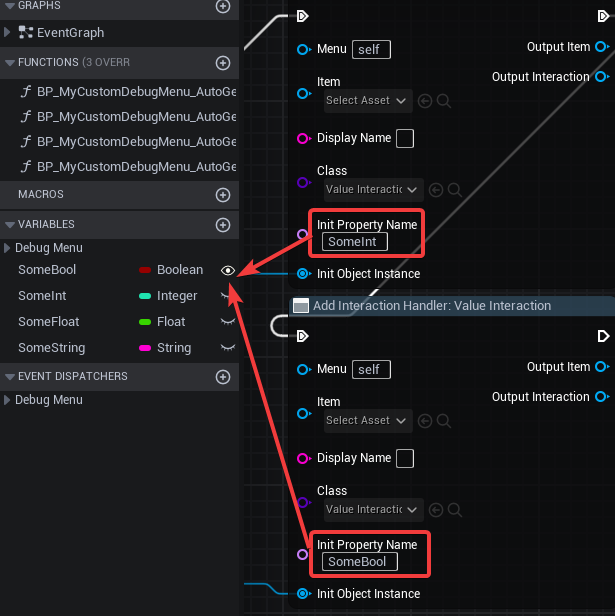 GRAPHS
EventGraph
FUNCTIONS (3 OVERR
BP_MyCustomDebugMenu_AutoGe
BP_MyCustomDebugMenu_AutoGe
BP_MyCustomDebugMenu_AutoGe
BP_MyCustomDebugMenu_AutoGe
MACROS
VARIABLES
Debug Menu
SomeBool Boolean
SomeInt Integer
SomeFloat Float
SomeString String
EVENT DISPATCHERS
Debug Menu
Menu self
Output Item
Output Interaction
Item
Select Asset
Display Name
Class
Value Interactic
Init Property Name
SomeInt
Init Object Instance
Add Interaction Handler: Value Interaction
Menu self
Output Item
Output Interaction
Item
Select Asset
Display Name
Class
Value Interactic
Init Property Name
SomeBool
Init Object Instance